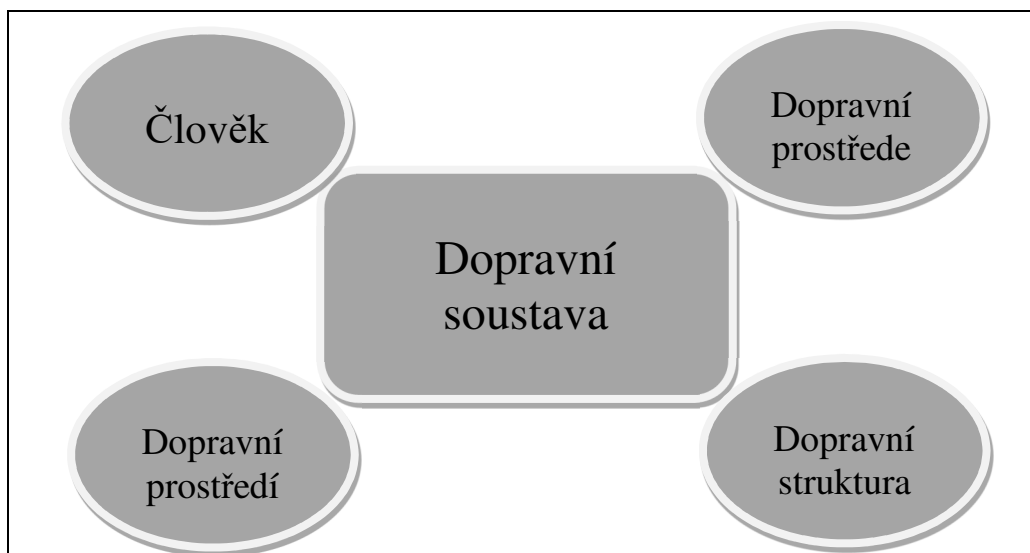 Člověk
Dopravní
prostřede
Dopravní
soustava
Dopravní
prostředí
Dopravní
struktura